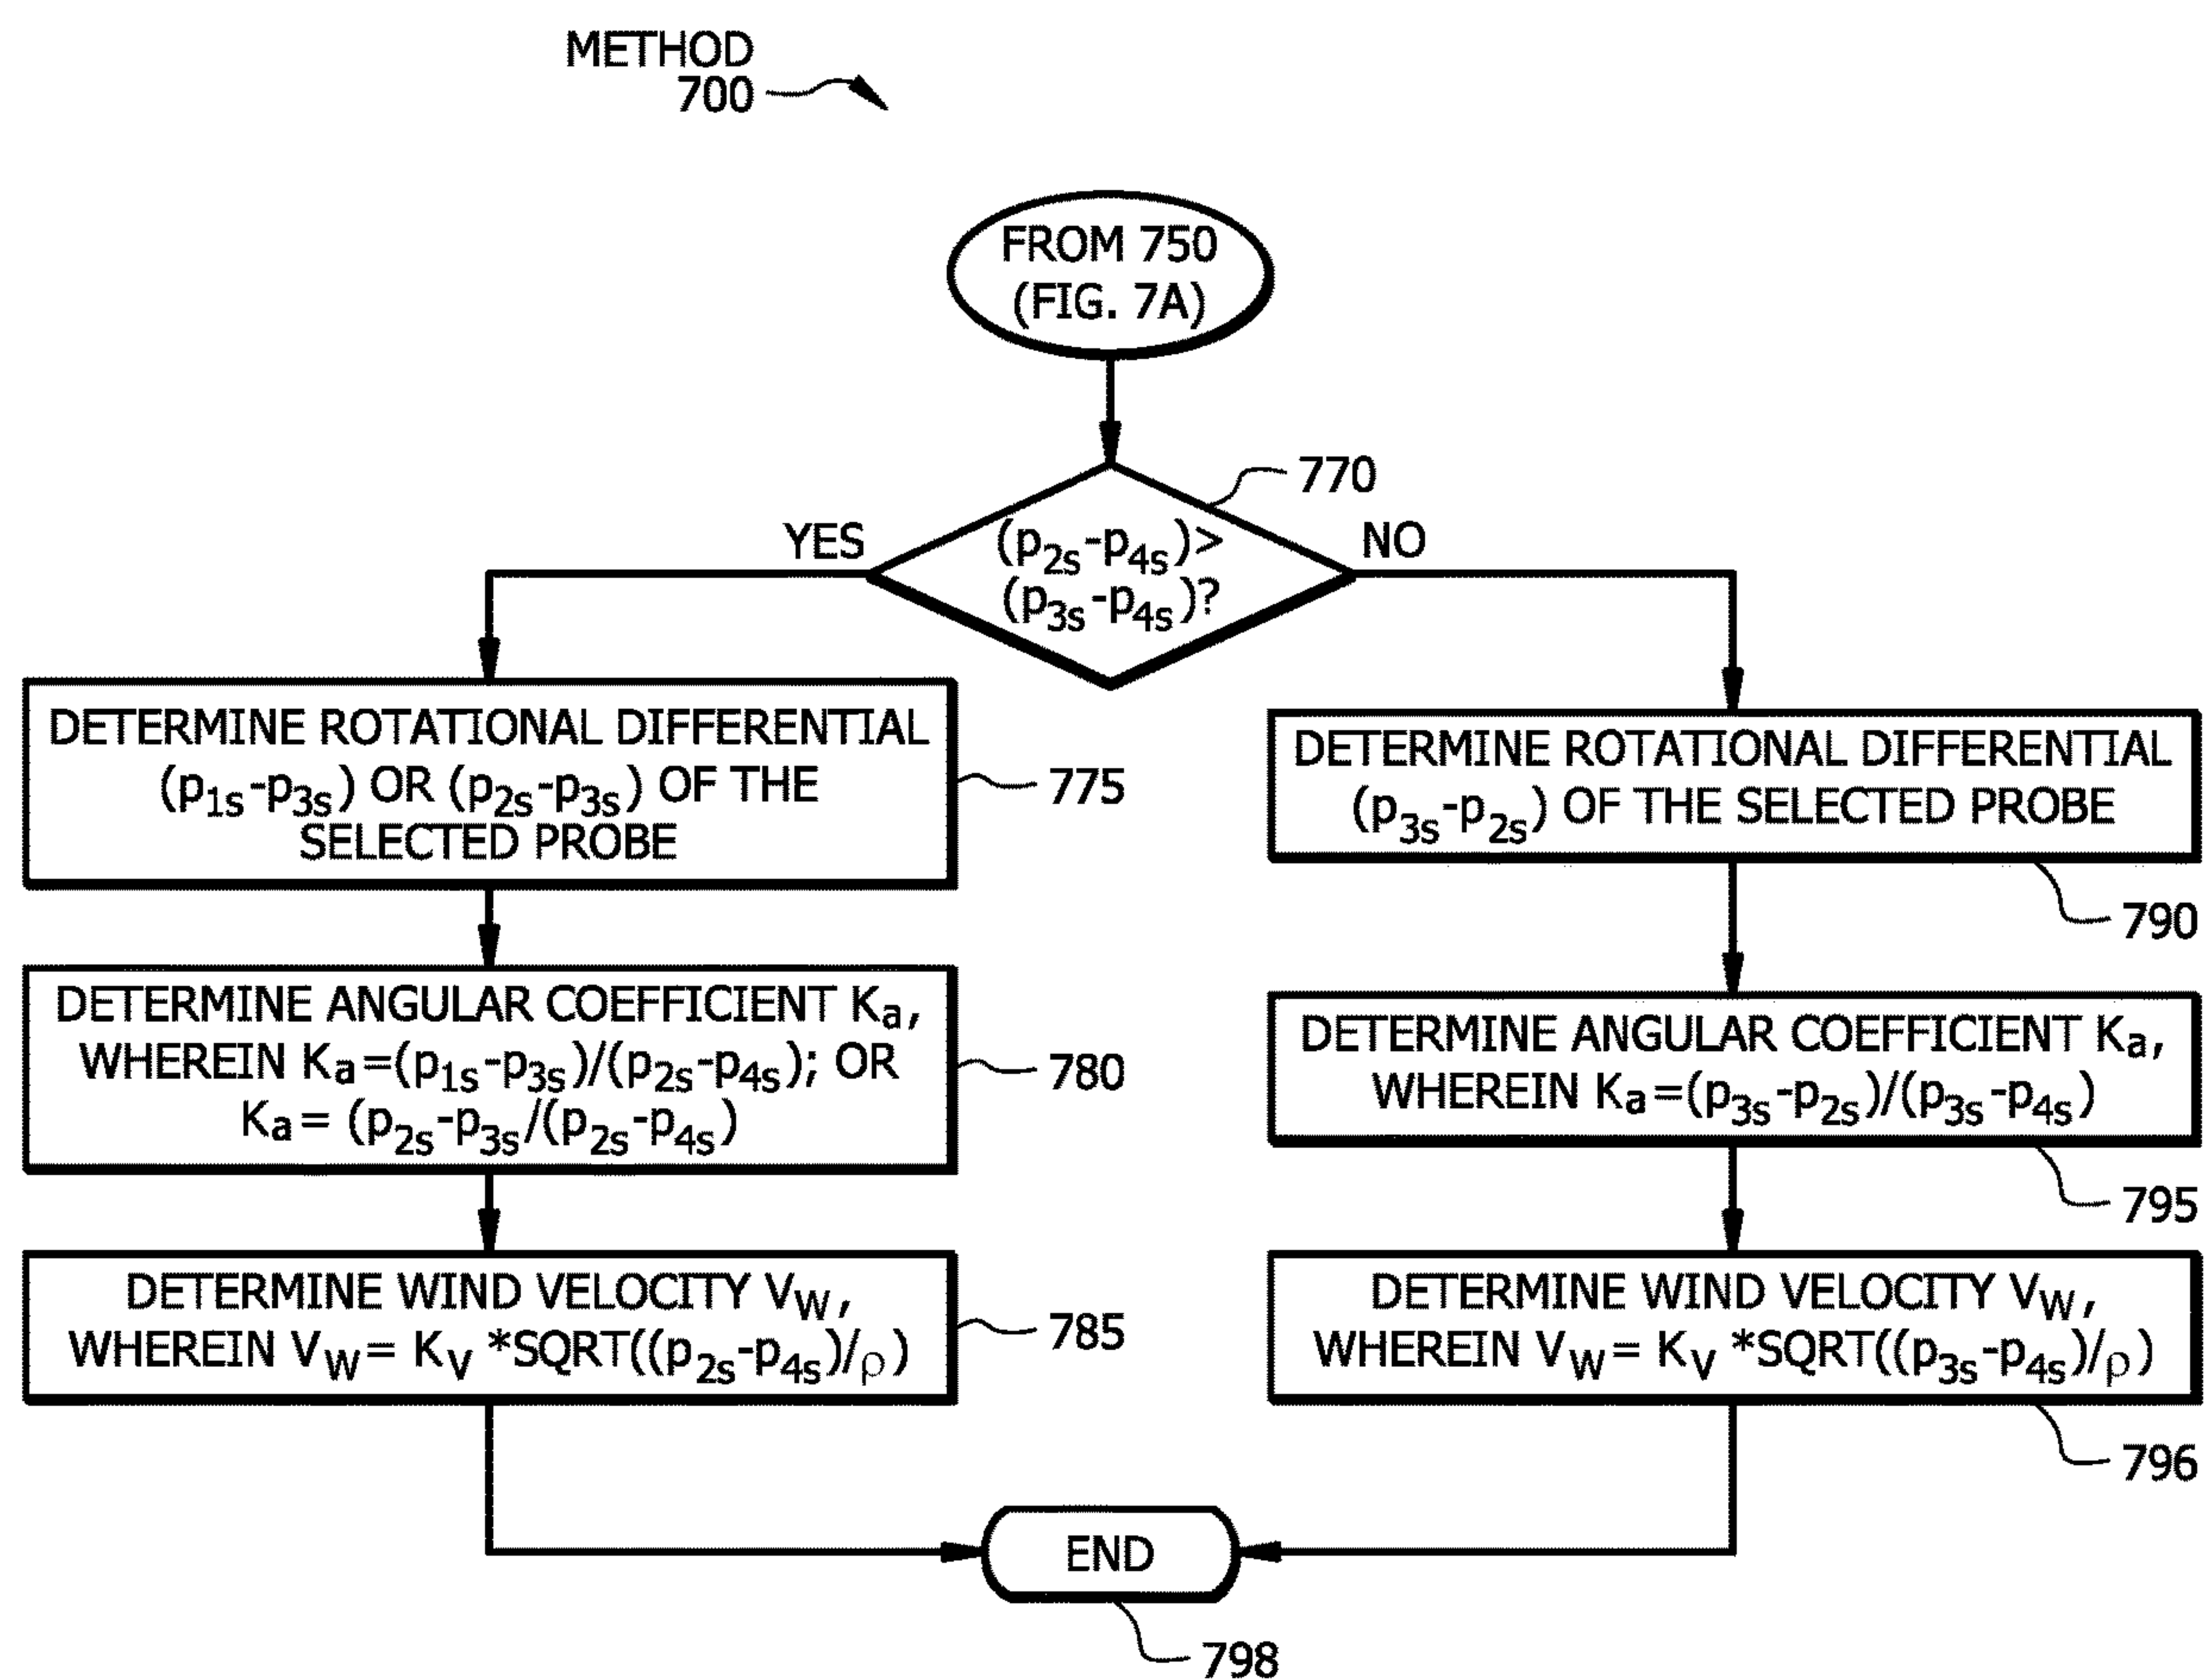 METHOD
700
FROM 750
(FIG. 7A)
770
YES
(p2s-p4s)>
(p3s-p4s)?
NO
DETERMINE ROTATIONAL DIFFERENTIAL
(p1s-p3s) OR (p2s-p3s) OF THE
SELECTED PROBE
775
DETERMINE ANGULAR COEFFICIENT Ka,
WHEREIN Ka=(p1s-p3s)/(p2s-p4s); OR
Ka= (p2s-p3s/(p2s-p4s)
780
DETERMINE WIND VELOCITY VW,
WHEREIN VW= KV *SQRT((p2s-p4s)/ρ)
785
DETERMINE ROTATIONAL DIFFERENTIAL
(p3s-p2s) OF THE SELECTED PROBE
790
DETERMINE ANGULAR COEFFICIENT Ka,
WHEREIN Ka=(p3s-p2s)/(p3s-p4s)
795
DETERMINE WIND VELOCITY VW,
WHEREIN VW= KV *SQRT((p3s-p4s)/ρ)
796
END
798